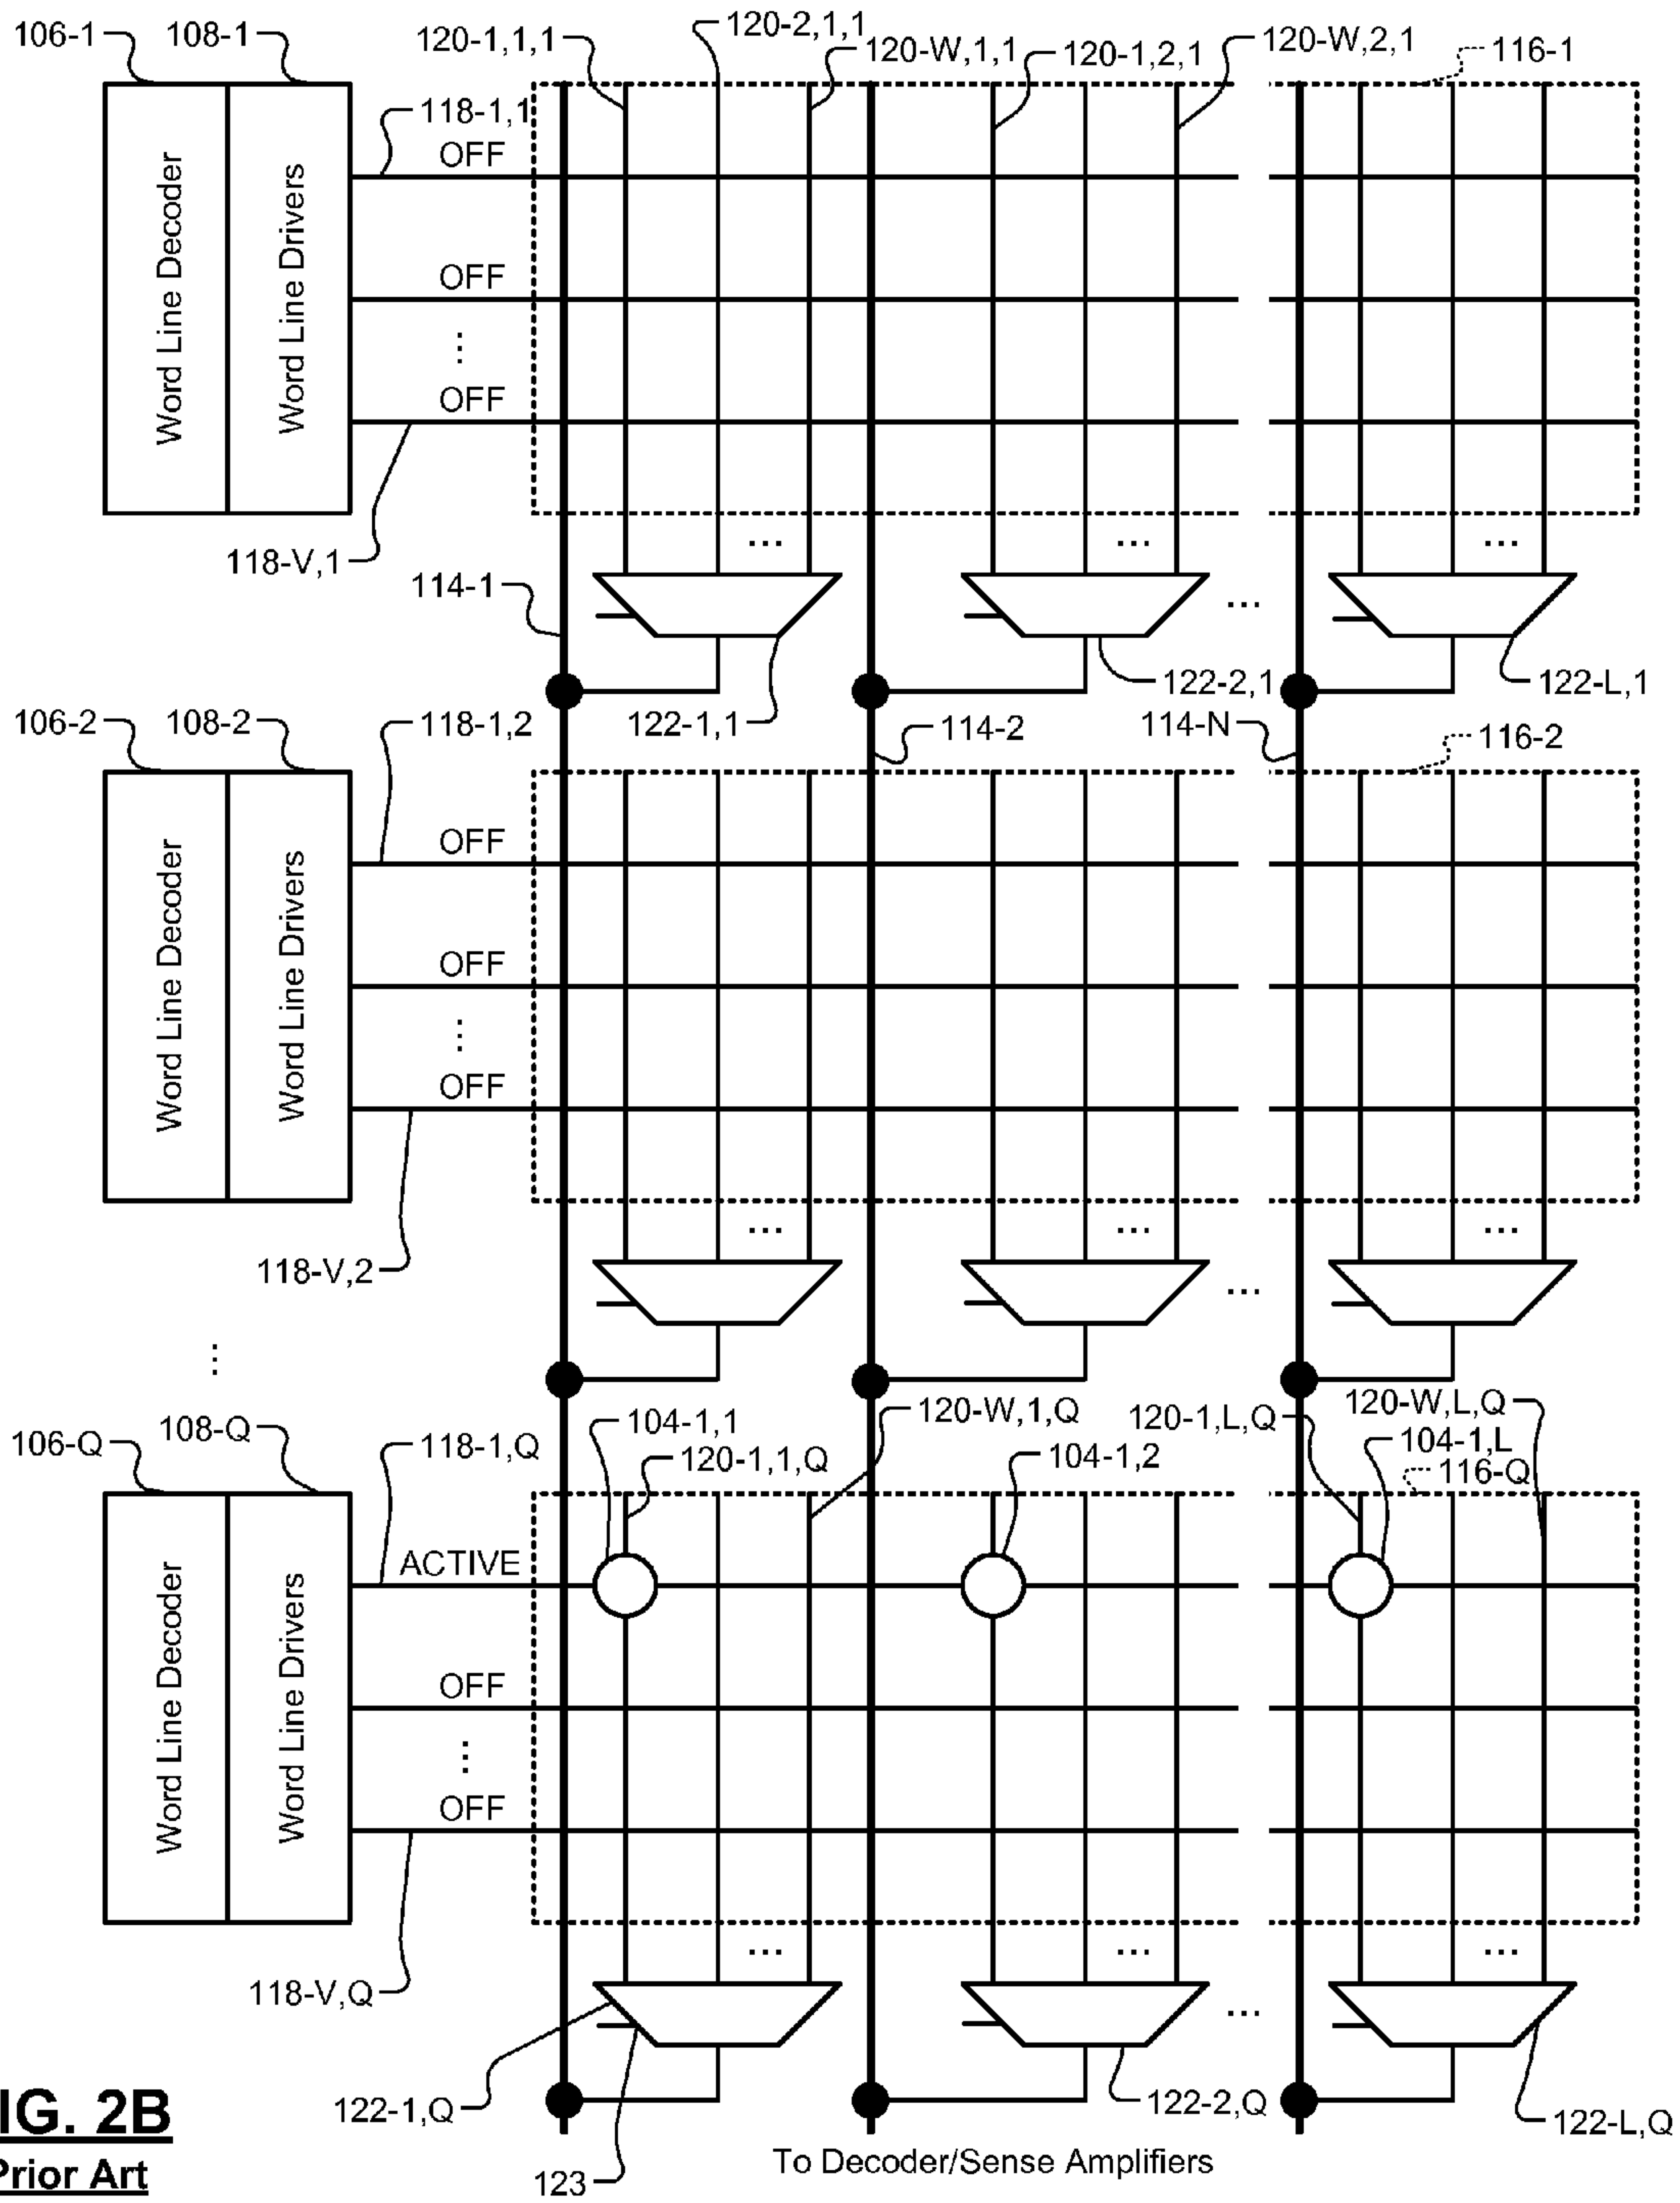 106-1
108-1
120-1,1,1
120-2,1,1
120-W,1,1
120-1,2,1
120-W,2,1
116-1
Word Line Decoder
Word Line Drivers
118-1,1
OFF
OFF
⋮
OFF
118-V,1
...
...
...
114-1
...
122-1,1
122-2,1
122-L,1
106-2
108-2
118-1,2
114-2
114-N
116-2
Word Line Decoder
Word Line Drivers
OFF
OFF
⋮
OFF
118-V,2
...
...
...
...
⋮
106-Q
108-Q
118-1,Q
104-1,1
120-1,1,Q
120-W,1,Q
104-1,2
120-1,L,Q
120-W,L,Q
104-1,L
116-Q
Word Line Decoder
Word Line Drivers
ACTIVE
OFF
⋮
OFF
118-V,Q
...
...
...
...
122-1,Q
123
122-2,Q
122-L,Q
To Decoder/Sense Amplifiers
IG. 2B
Prior Art